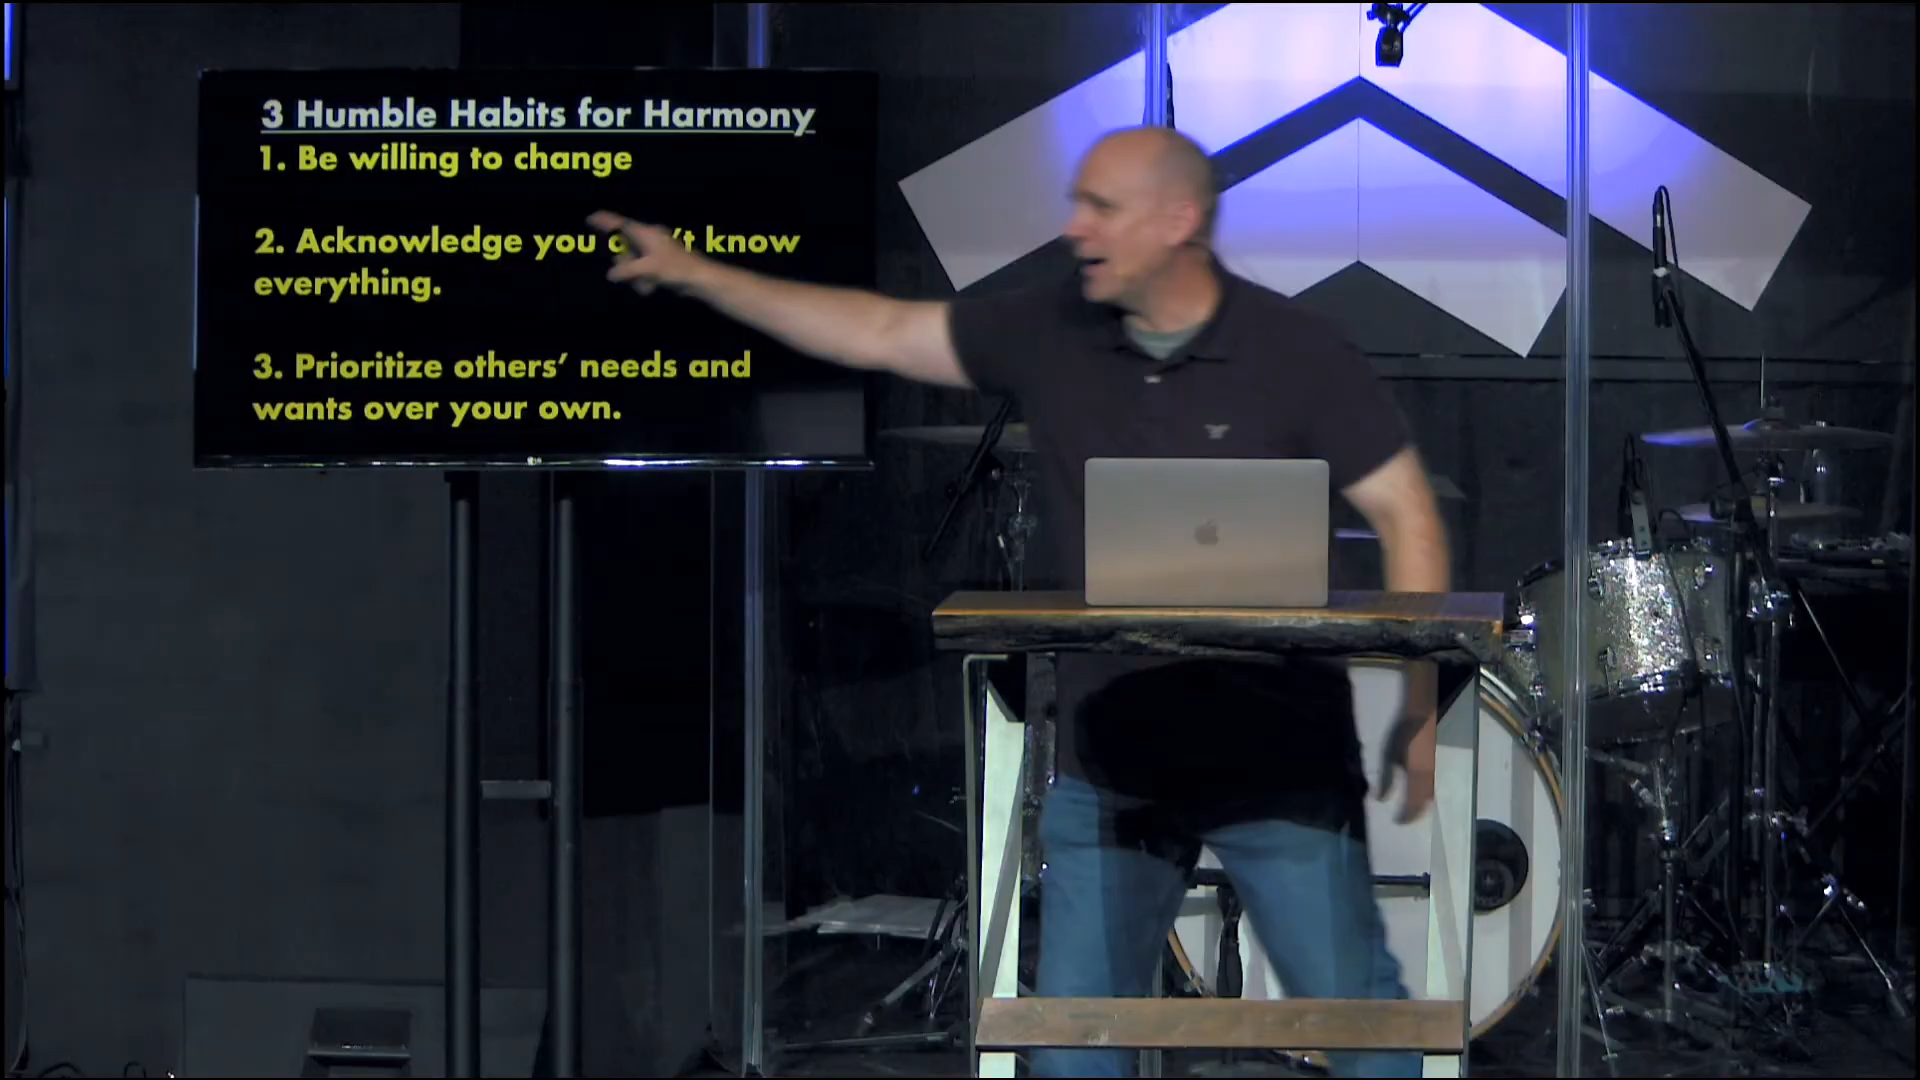 3 Humble Habits for Harmony
1. Be willing to change
2. Acknowledge you know
everything.
3. Prioritize others’ needs and
wants over your own.